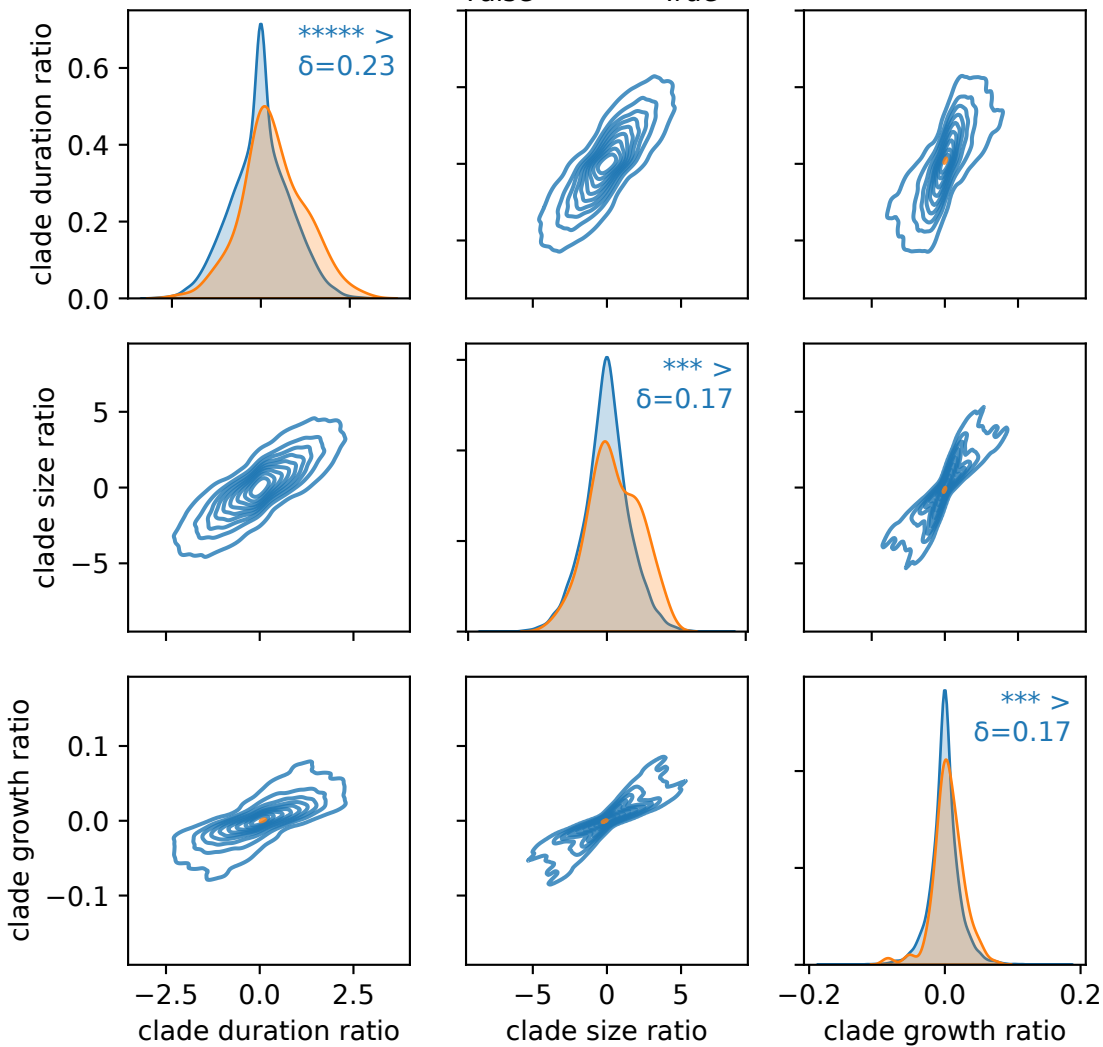 ***** >
δ=0.23
clade duration ratio
0.6
0.4
0.2
0.0
*** >
δ=0.17
clade size ratio
5
0
−5
*** >
δ=0.17
clade growth ratio
0.1
0.0
−0.1
−2.5 0.0 2.5
−5 0 5
−0.2 0.0 0.2
clade duration ratio
clade size ratio
clade growth ratio